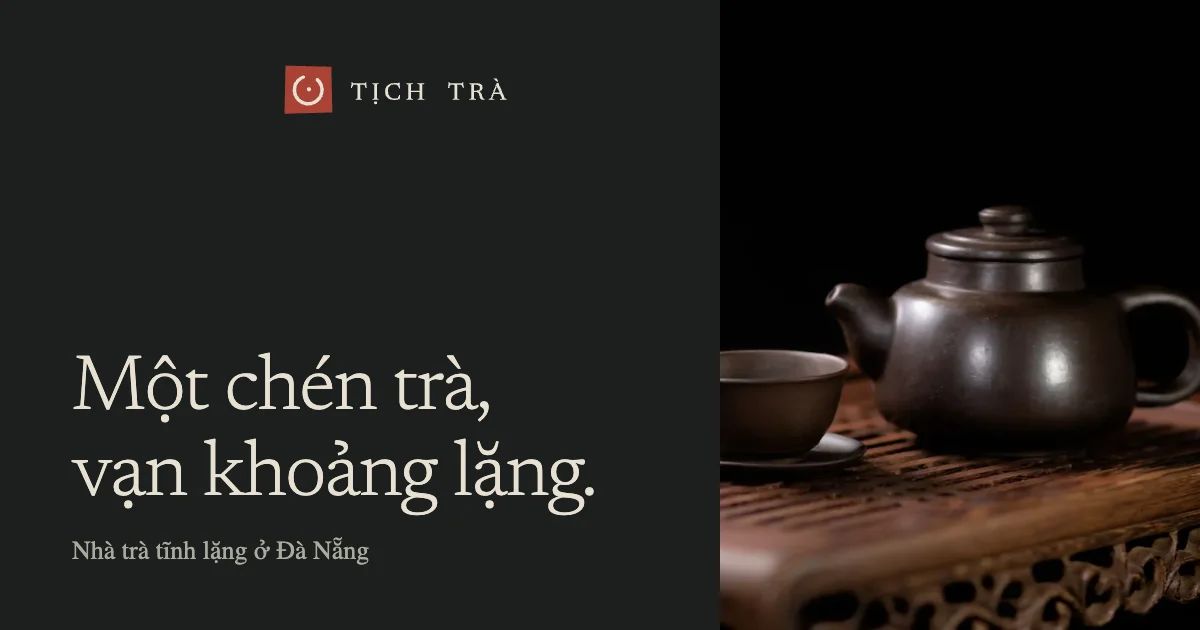 TỊCH TRÀ
Một chén trà,
vạn khoảng lặng.
Nhà trà tĩnh lặng ở Đà Nẵng